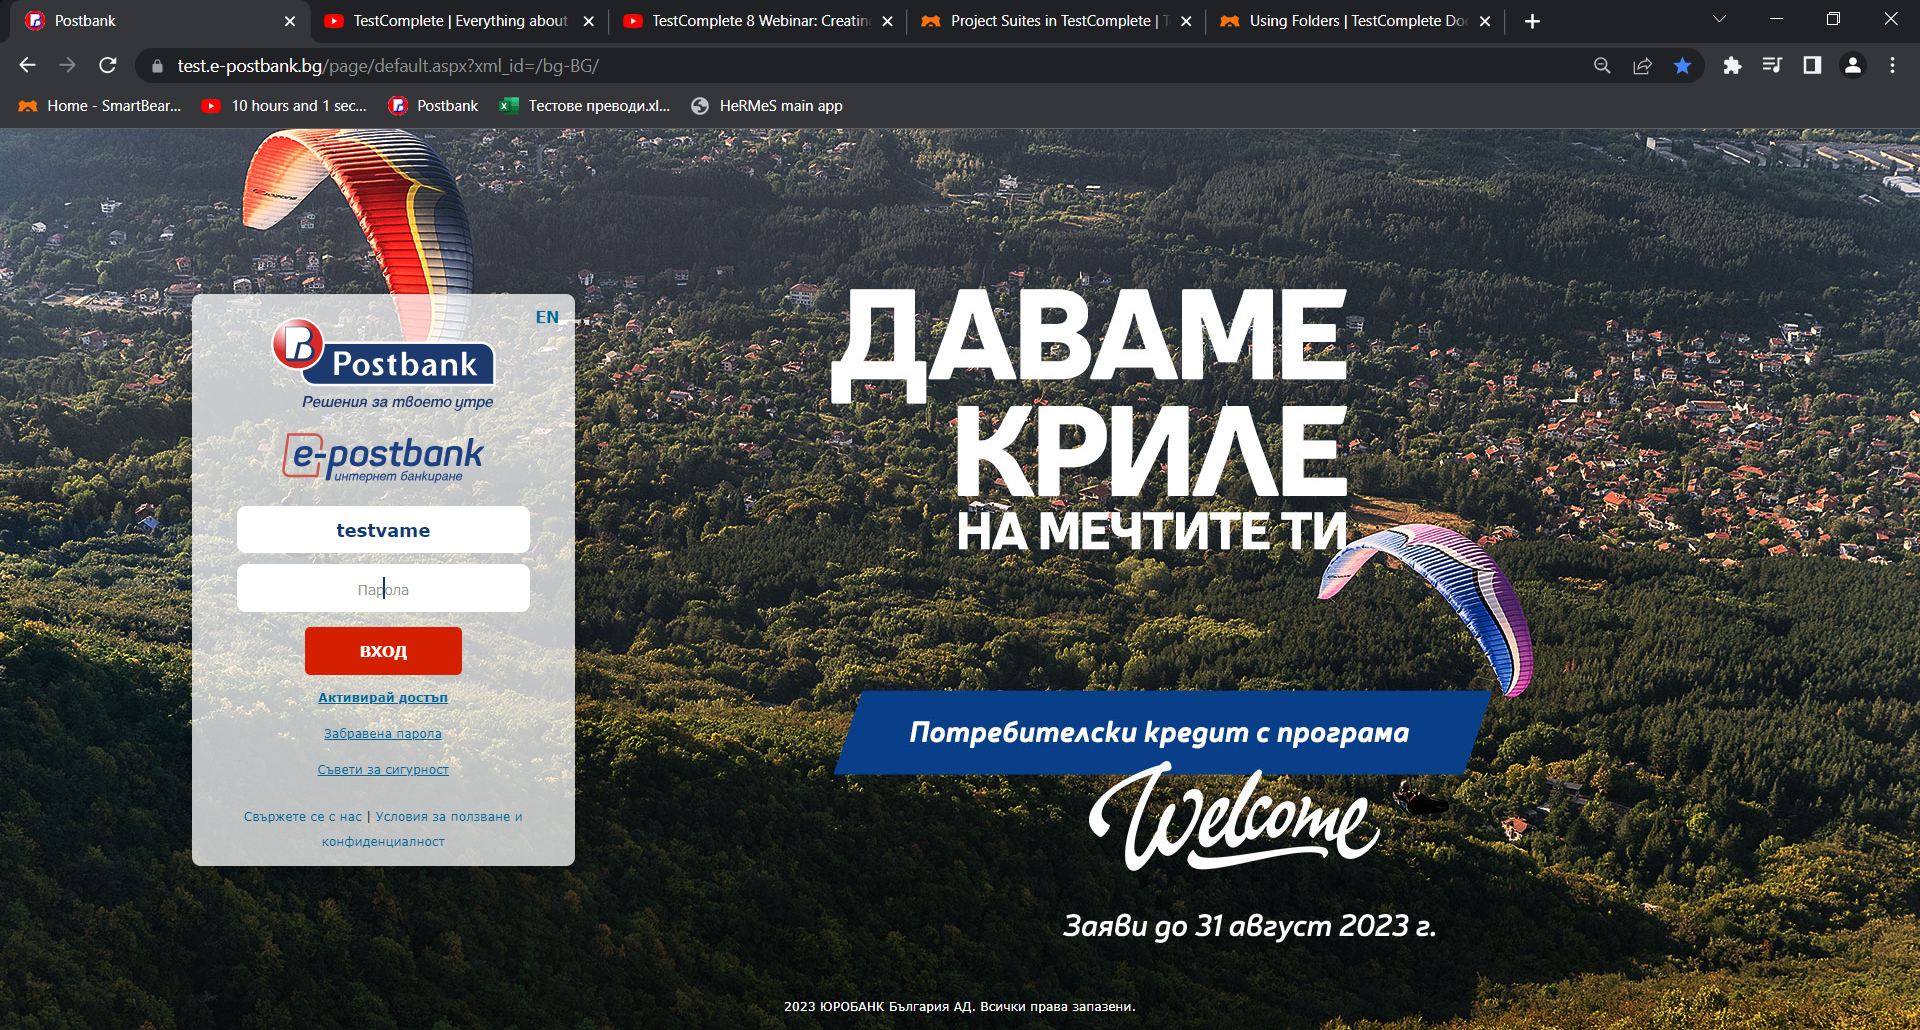 Postbank
TestComplete | Everything about
TestComplete 8 Webinar: Creatin
Project Suites in TestComplete | T
Using Folders | TestComplete Doc
test.e-postbank.bg/page/default.aspx?xml_id=/bg-BG/
Home - SmartBear...
10 hours and 1 sec...
Postbank
Тестове преводи.xl...
HeRMeS main app
EN
Postbank
Решения за твоето утре
e-postbank
интернет банкиране
testvame
Парола
вход
Активирай достъп
Забравена парола
Съвети за сигурност
Свържете се с нас | Условия за ползване и
конфиденциалност
ДАВАМЕ
КРИЛЕ
НА МЕЧТИТЕ ТИ
Потребителски кредит с програма
Welcome
Заяви до 31 август 2023 г.
2023 ЮРОБАНК България АД. Всички права запазени.